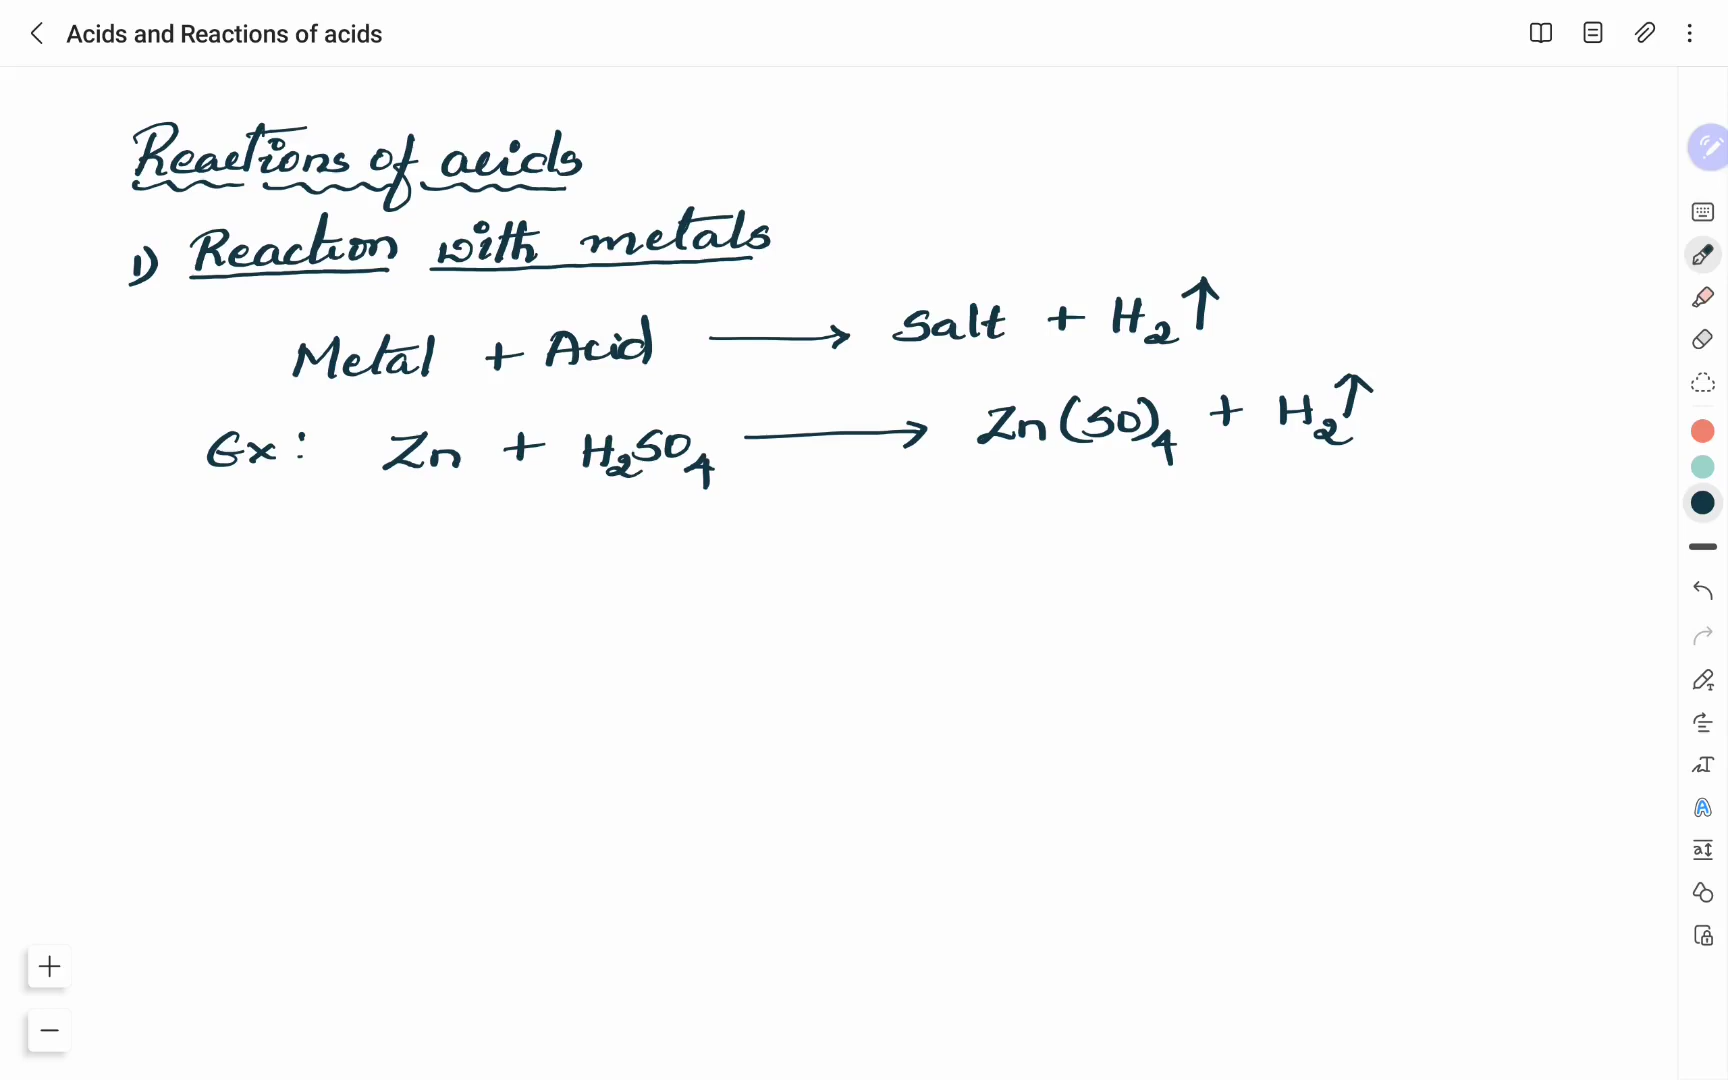 Acids and Reactions of acids
Reactions of acids
1) Reaction with metals
Metal + Acid ⟶ Salt + H₂↑
Ex: Zn + H₂SO₄ ⟶ Zn(SO)₄ + H₂↑